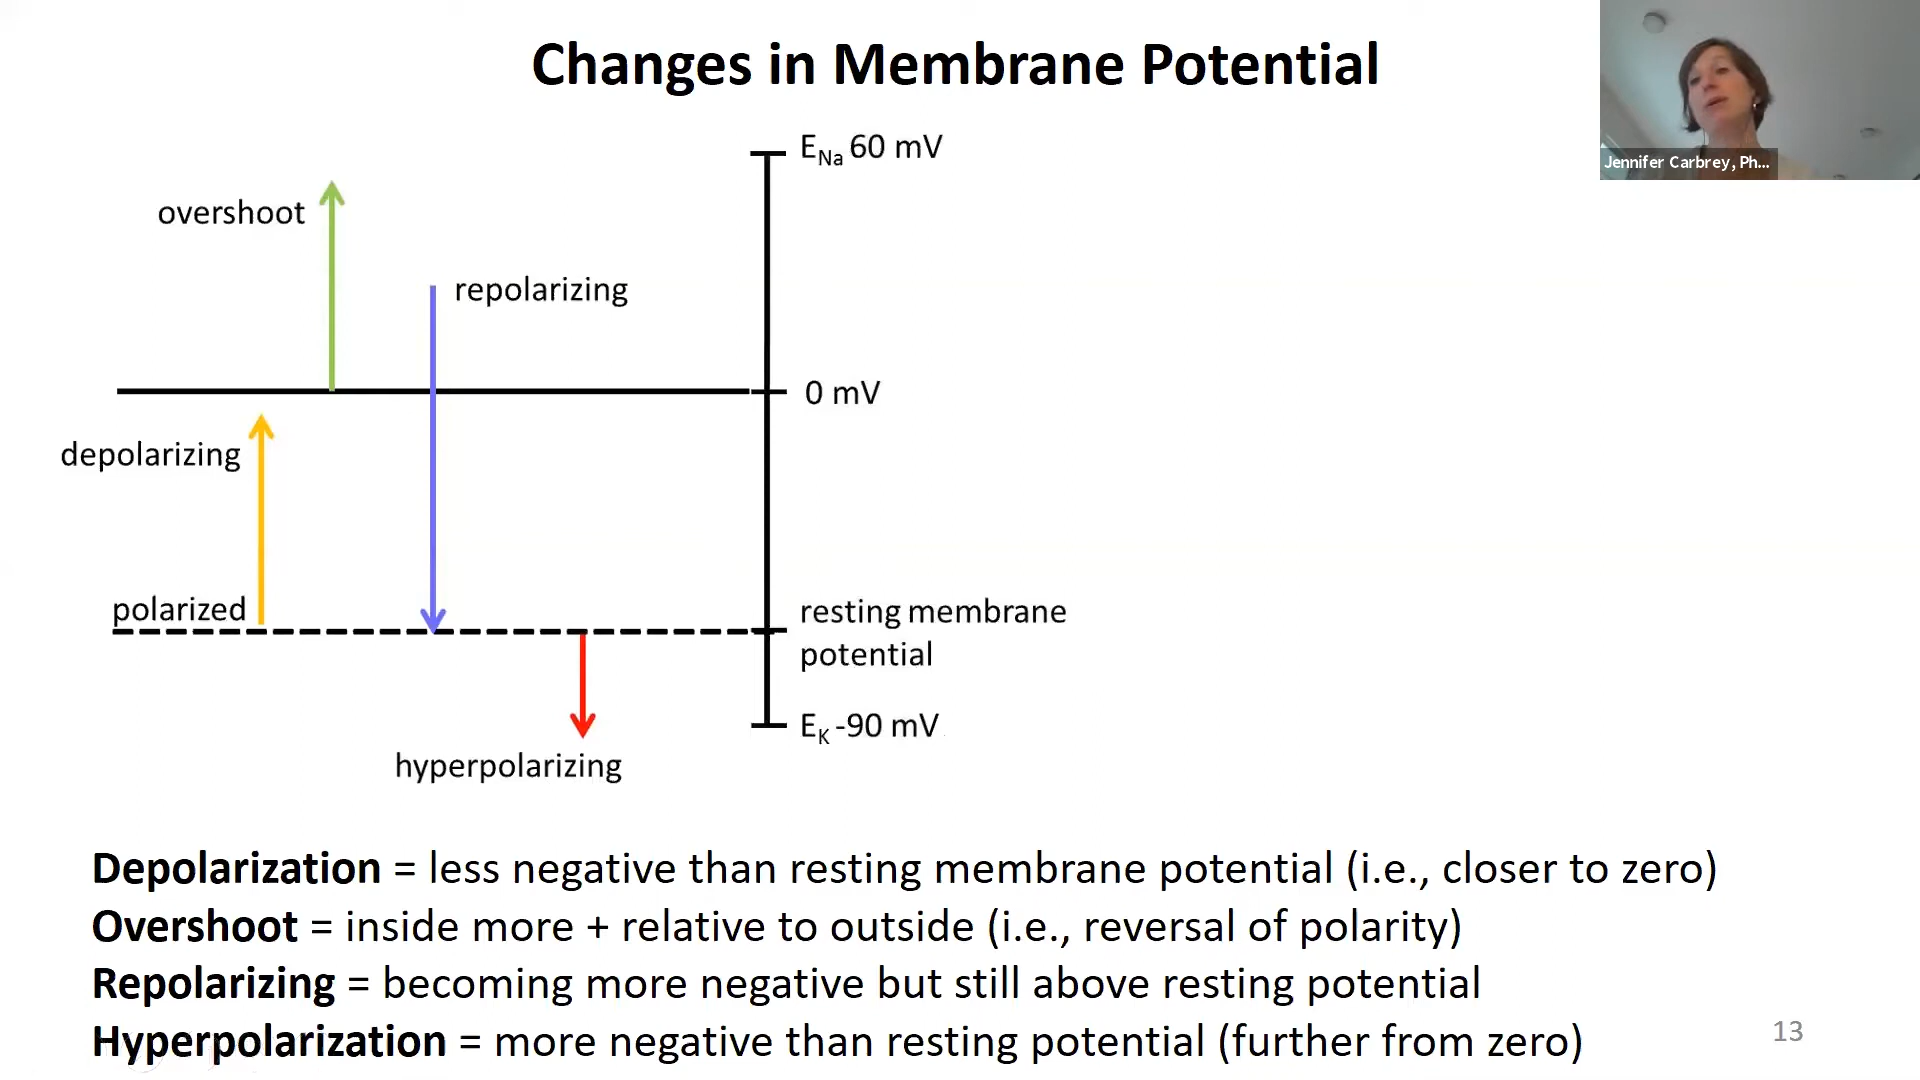 Changes in Membrane Potential
Jennifer Carbrey, Ph...
E_Na 60 mV
overshoot
repolarizing
0 mV
depolarizing
polarized
resting membrane
potential
E_K -90 mV
hyperpolarizing
Depolarization = less negative than resting membrane potential (i.e., closer to zero)
Overshoot = inside more + relative to outside (i.e., reversal of polarity)
Repolarizing = becoming more negative but still above resting potential
Hyperpolarization = more negative than resting potential (further from zero)
13